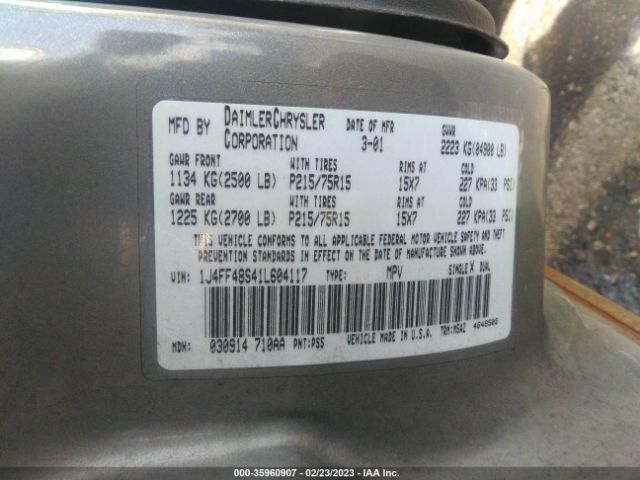 MFD BY DAIMLERCHRYSLER CORPORATION DATE OF MFR 3-01 GVWR 2223 KG(04900 LB)
GAWR FRONT WITH TIRES RIMS AT COLD
1134 KG(2500 LB) P215/75R15 15X7 227 KPA(33 PSI)
GAWR REAR WITH TIRES RIMS AT COLD
1225 KG(2700 LB) P215/75R15 15X7 227 KPA(33 PSI)
THIS VEHICLE CONFORMS TO ALL APPLICABLE FEDERAL MOTOR VEHICLE SAFETY AND THEFT
PREVENTION STANDARDS IN EFFECT ON THE DATE OF MANUFACTURE SHOWN ABOVE.
VIN: 1J4FF48S41L604117 TYPE: MPV SINGLE X DUAL
MDH: 030914 710AA PNT:PS5 VEHICLE MADE IN U.S.A. TRM:M5AZ 4648503
000-35960907 - 02/23/2023 - IAA Inc.